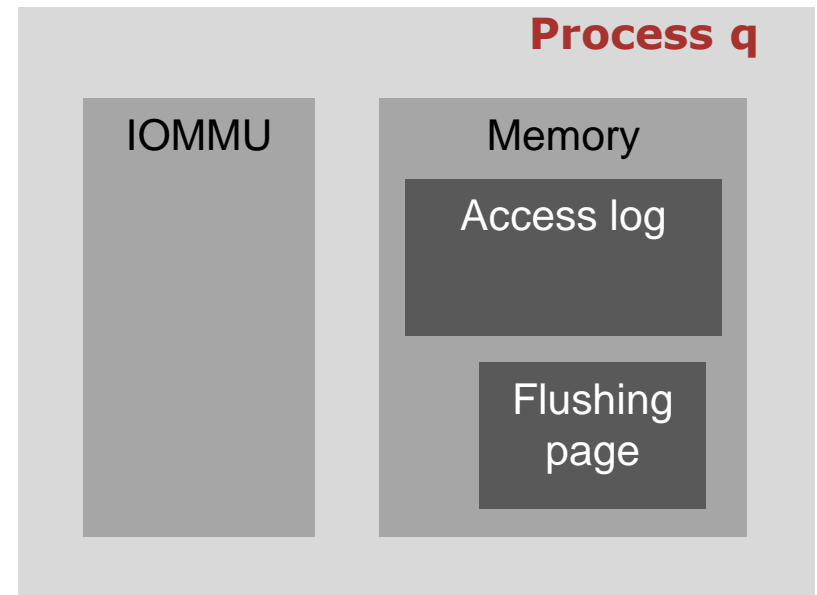 Process q
IOMMU
Memory
Access log
Flushing
page